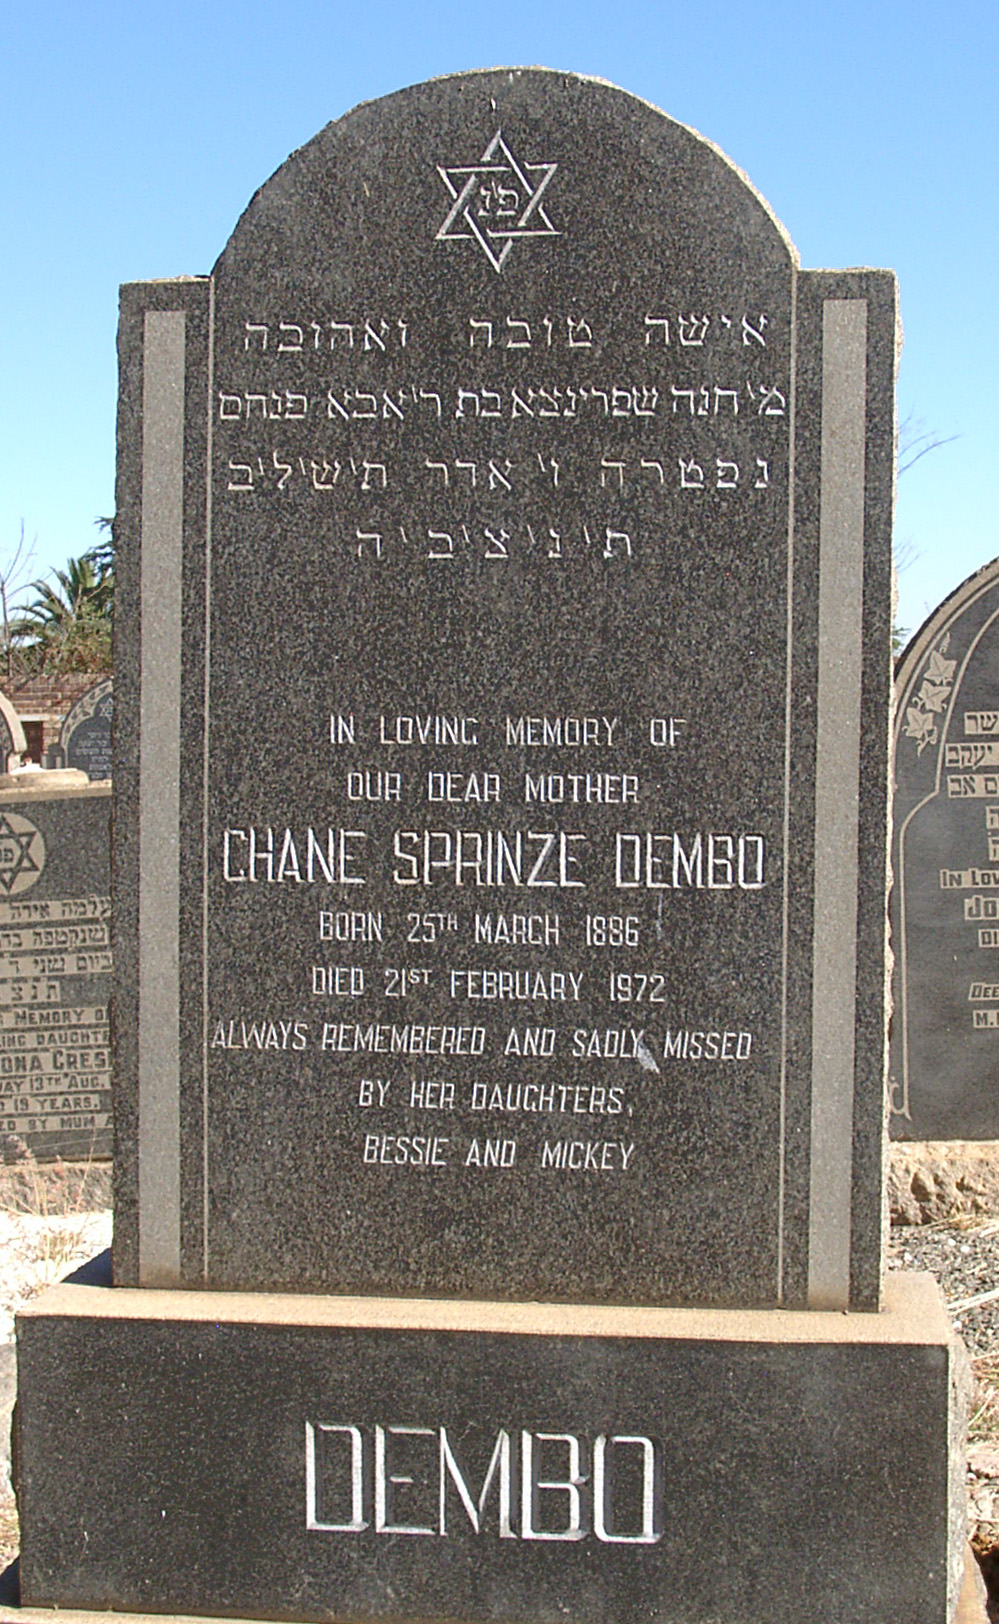 פ'נ
אישה טובה ואהובה
מ' חנה שפרינצא בת ר' אבא פנחס
נפטרה ז' אדר תש'ל'ב
ת'נ'צ'ב'ה
IN LOVING MEMORY OF
OUR DEAR MOTHER
CHANE SPRINZE DEMBO
BORN 25TH MARCH 1886
DIED 21ST FEBRUARY 1972
ALWAYS REMEMBERED AND SADLY MISSED
BY HER DAUGHTERS,
BESSIE AND MICKEY
DEMBO